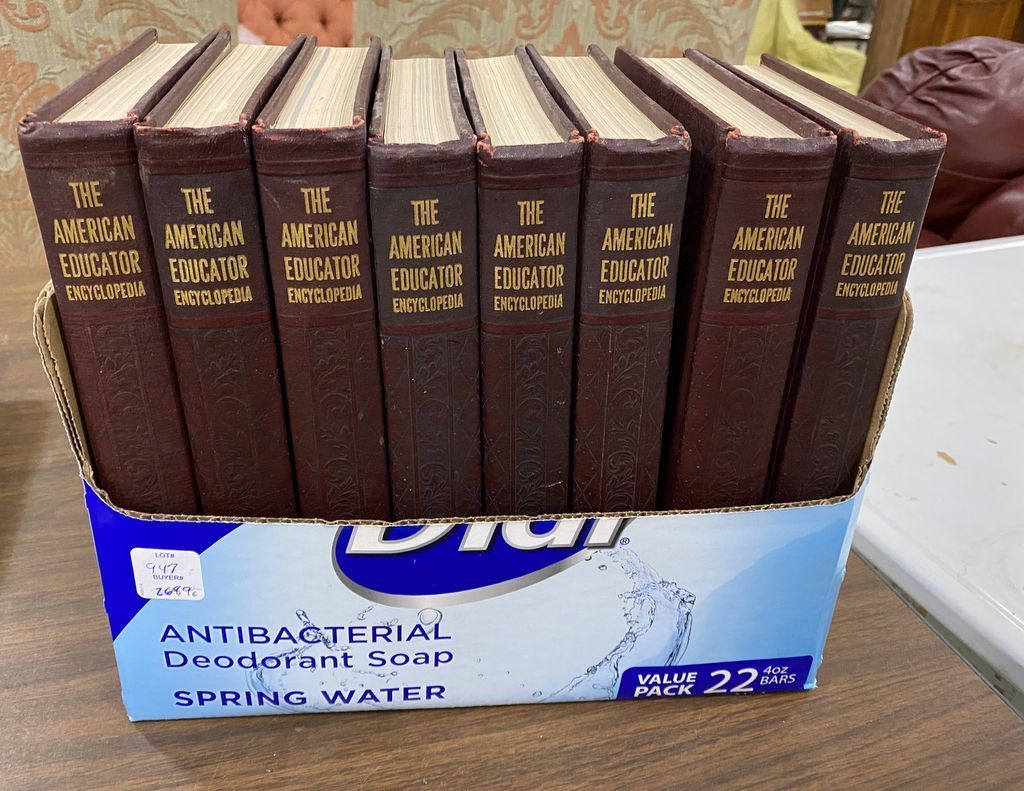 THE
AMERICAN
EDUCATOR
ENCYCLOPEDIA
THE
AMERICAN
EDUCATOR
ENCYCLOPEDIA
THE
AMERICAN
EDUCATOR
ENCYCLOPEDIA
THE
AMERICAN
EDUCATOR
ENCYCLOPEDIA
THE
AMERICAN
EDUCATOR
ENCYCLOPEDIA
THE
AMERICAN
EDUCATOR
ENCYCLOPEDIA
THE
AMERICAN
EDUCATOR
ENCYCLOPEDIA
THE
AMERICAN
EDUCATOR
ENCYCLOPEDIA
Dial®
LOT#
947
BUYER#
2689c
ANTIBACTERIAL
Deodorant Soap
SPRING WATER
VALUE
PACK 22 4oz
BARS